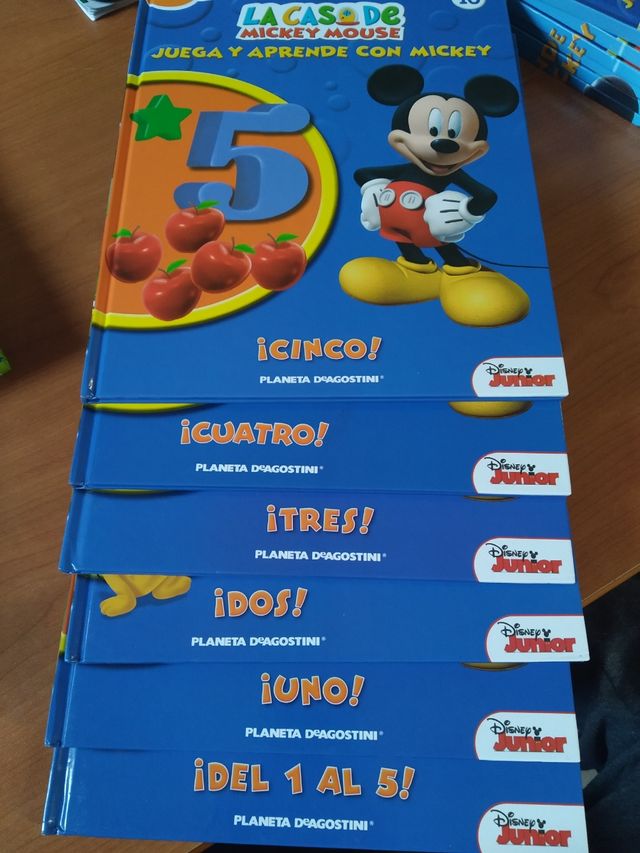 LA CASA DE
MICKEY MOUSE
JUEGA Y APRENDE CON MICKEY
5
¡CINCO!
PLANETA DEAGOSTINI®
DISNEY
JUNIOR
¡CUATRO!
PLANETA DEAGOSTINI®
DISNEY
JUNIOR
¡TRES!
PLANETA DEAGOSTINI®
DISNEY
JUNIOR
¡DOS!
PLANETA DEAGOSTINI®
DISNEY
JUNIOR
¡UNO!
PLANETA DEAGOSTINI®
DISNEY
JUNIOR
¡DEL 1 AL 5!
PLANETA DEAGOSTINI®
DISNEY
JUNIOR